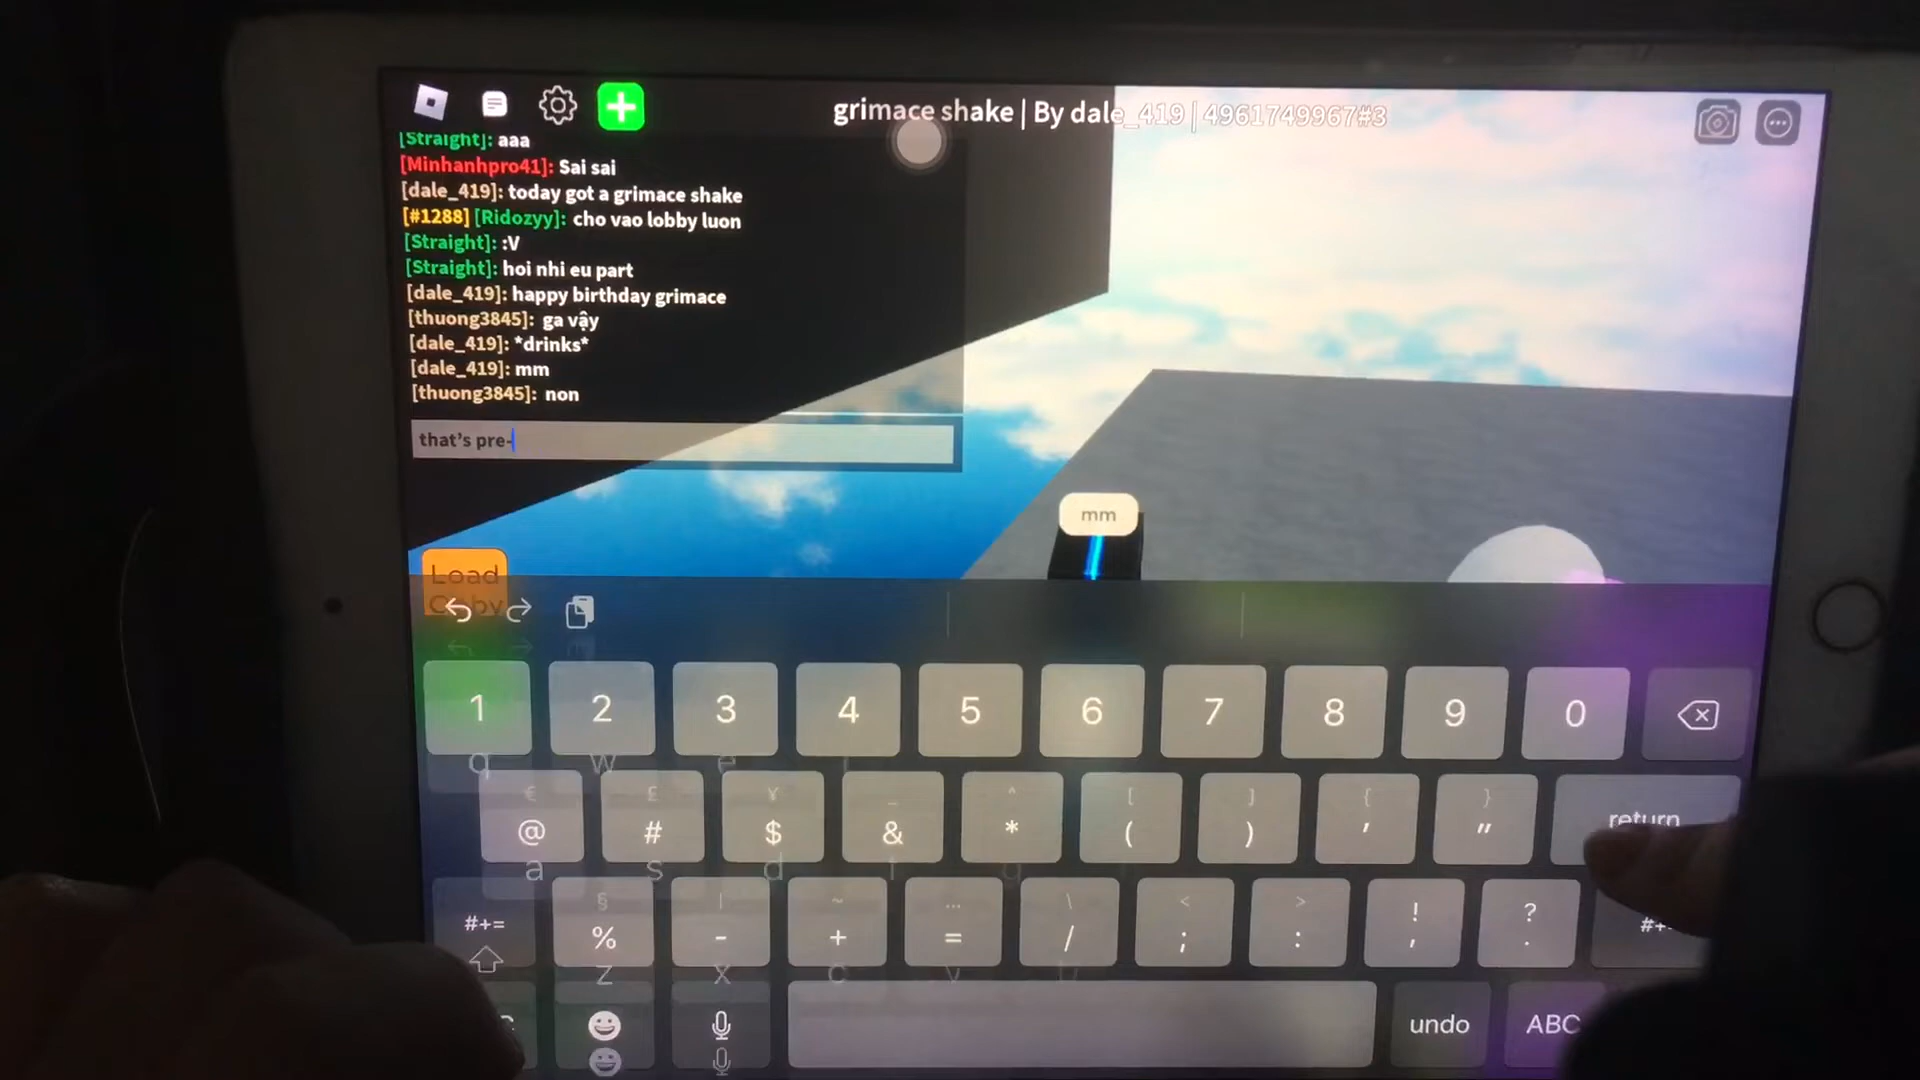 grimace shake | By dale_419 | 4961749967#3
[Straight]: aaa
[Minhanhpro41]: Sai sai
[dale_419]: today got a grimace shake
[#1288] [Ridozyy]: cho vao lobby luon
[Straight]: :V
[Straight]: hoi nhi eu part
[dale_419]: happy birthday grimace
[thuong3845]: ga vậy
[dale_419]: *drinks*
[dale_419]: mm
[thuong3845]: non
that's pre-
mm
Load
1 2 3 4 5 6 7 8 9 0
q w e
€ £ ¥ _ ^ [ ] { }
@ # $ & * ( ) ' " return
a s d f g
§ | ~ … \ < > ! ?
#+= % - + = / ; : , .
z x c v b
undo ABC